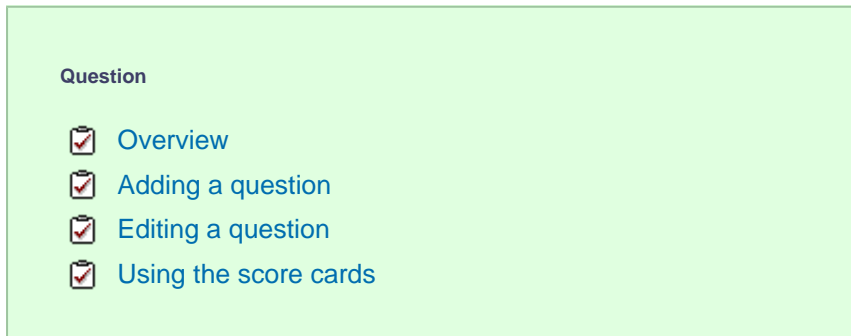 Question
Overview
Adding a question
Editing a question
Using the score cards